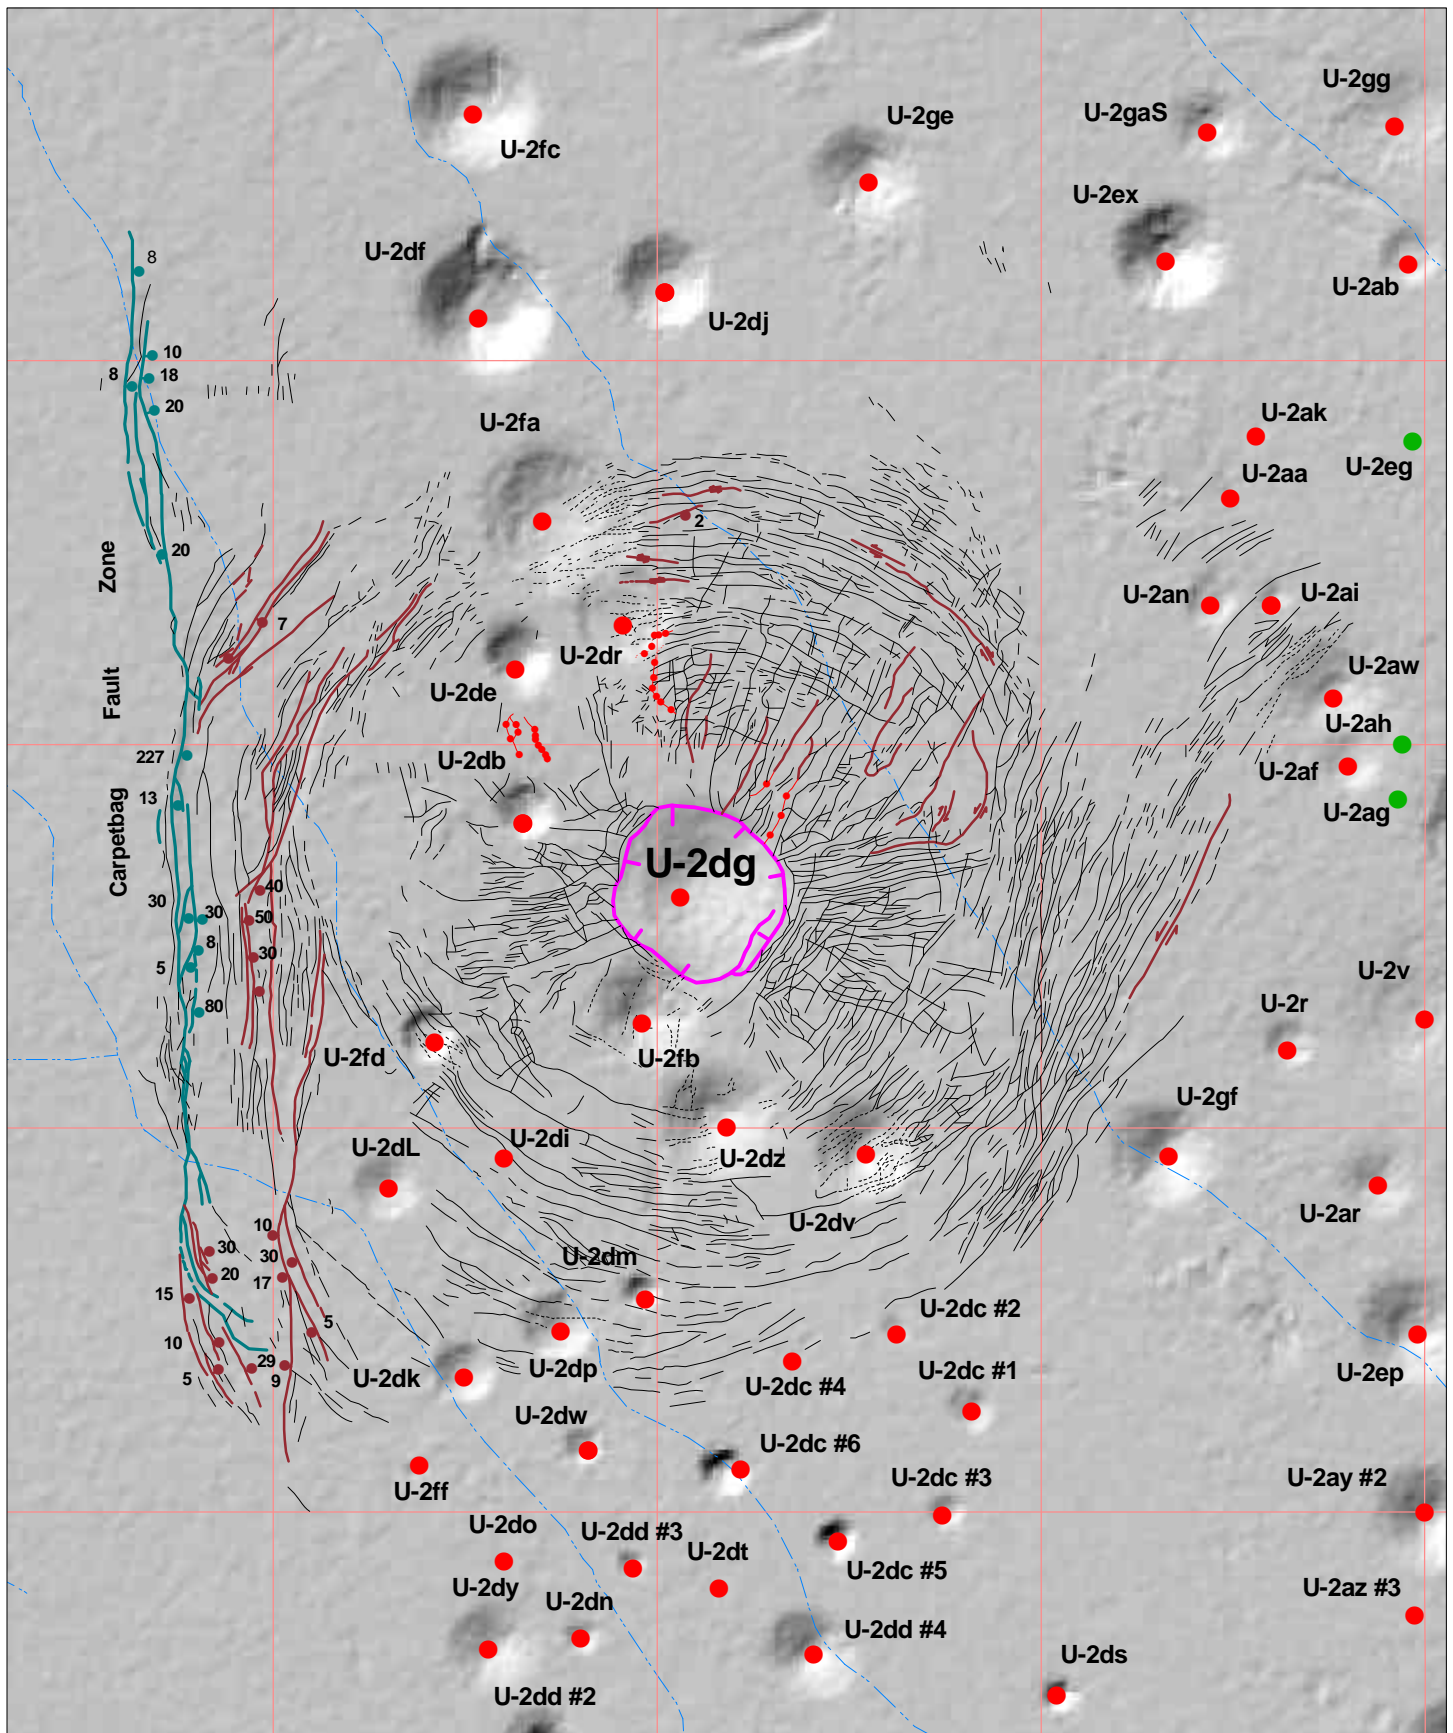 U-2gg
U-2ge
U-2gaS
U-2fc
U-2ex
U-2df
8
U-2ab
U-2dj
10
8
18
20
U-2ak
U-2fa
U-2eg
U-2aa
2
20
Zone
U-2an
U-2ai
7
U-2dr
U-2aw
Fault
U-2de
U-2ah
227
U-2db
U-2af
13
U-2ag
Carpetbag
U-2dg
40
30
30
50
8
30
5
U-2v
80
U-2r
U-2fd
U-2fb
U-2gf
U-2di
U-2dL
U-2dz
U-2ar
U-2dv
10
30
U-2dm
30
20
17
15
U-2dc #2
5
10
29
U-2dp
U-2dc #1
U-2ep
5
9
U-2dk
U-2dc #4
U-2dw
U-2dc #6
U-2dc #3
U-2ay #2
U-2ff
U-2do
U-2dd #3
U-2dt
U-2dc #5
U-2dy
U-2dn
U-2az #3
U-2dd #4
U-2ds
U-2dd #2